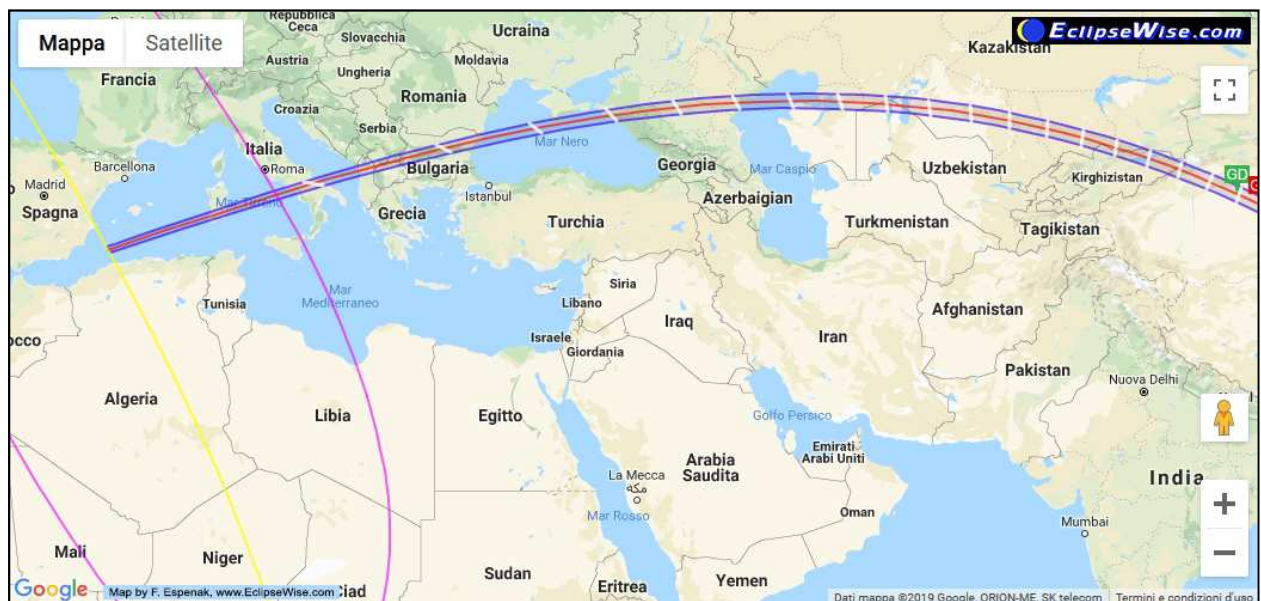 Mappa
Satellite
EclipseWise.com
Repubblica
Ceca
Slovacchia
Ucraina
Kazakistan
Austria
Ungheria
Moldavia
Francia
Croazia
Romania
Serbia
Italia
Roma
Barcellona
Madrid
Spagna
Bulgaria
Mar Nero
Georgia
Mar Caspio
Uzbekistan
Kirghizistan
GD
Istanbul
Azerbaigian
Grecia
Turchia
Turkmenistan
Tagikistan
Tunisia
Mar
Mediterraneo
Siria
Libano
Iraq
Israele
Giordania
Iran
Afghanistan
Pakistan
Nuova Delhi
Algeria
Libia
Egitto
Golfo Persico
Emirati
Arabi Uniti
Arabia
Saudita
La Mecca
مكة
Mar Rosso
Oman
India
Mumbai
Mali
Niger
Sudan
Eritrea
Yemen
Google
Map by F. Espenak, www.EclipseWise.com
Dati mappa ©2019 Google, ORION-ME, SK telecom
Termini e condizioni d'uso